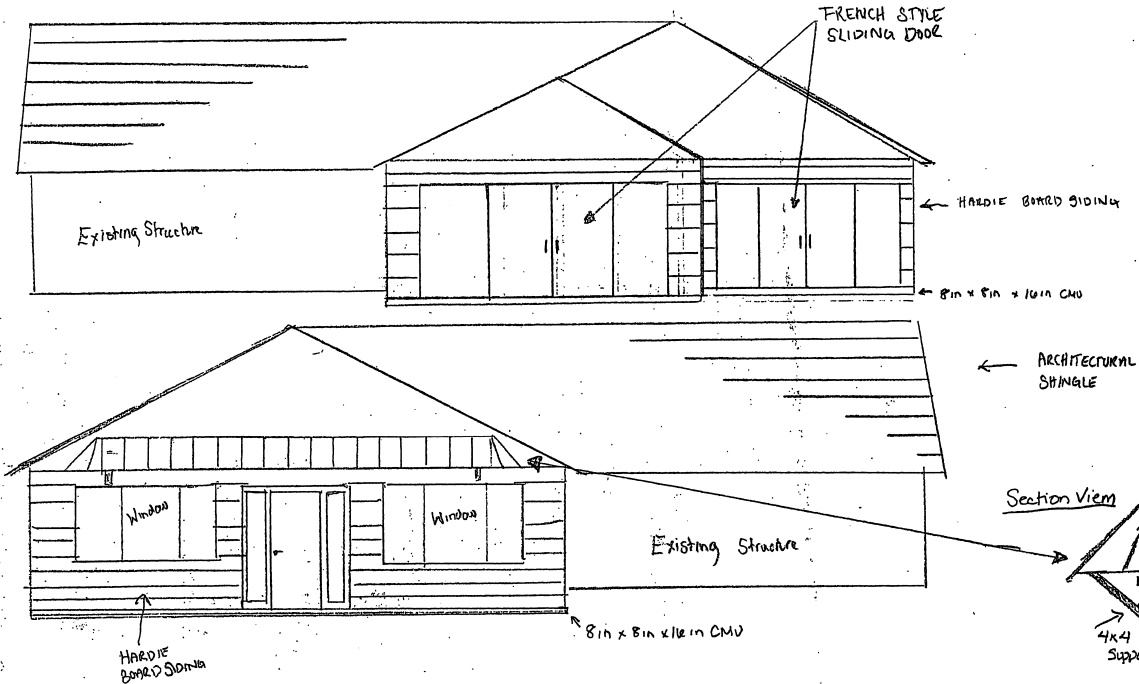 FRENCH STYLE
SLIDING DOOR
Existing Structure
HARDIE BOARD SIDING
8in x 8in x 16in CMU
ARCHITECTURAL
SHINGLE
Section View
Window
Window
Existing Structure
8in x 8in x 16in CMU
HARDIE
BOARD SIDING
4x4